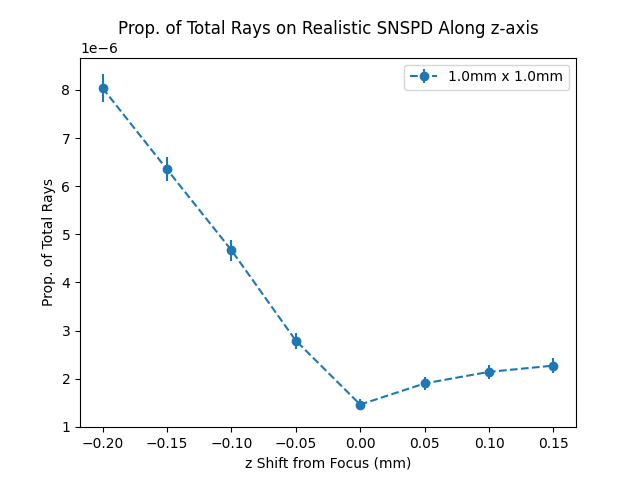 Prop. of Total Rays on Realistic SNSPD Along z-axis
1e−6
1.0mm x 1.0mm
8
7
6
5
4
3
2
1
Prop. of Total Rays
−0.20 −0.15 −0.10 −0.05 0.00 0.05 0.10 0.15
z Shift from Focus (mm)